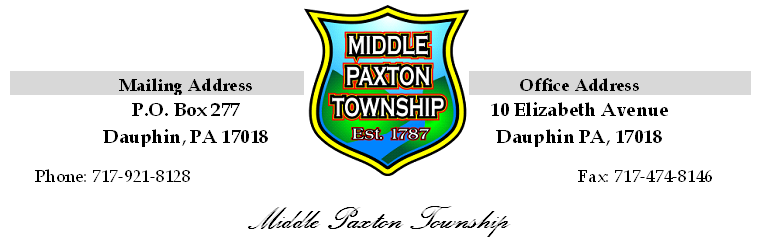 MIDDLE
PAXTON
TOWNSHIP
Est. 1787
Mailing Address
P.O. Box 277
Dauphin, PA 17018
Office Address
10 Elizabeth Avenue
Dauphin PA, 17018
Phone: 717-921-8128
Fax: 717-474-8146
Middle Paxton Township